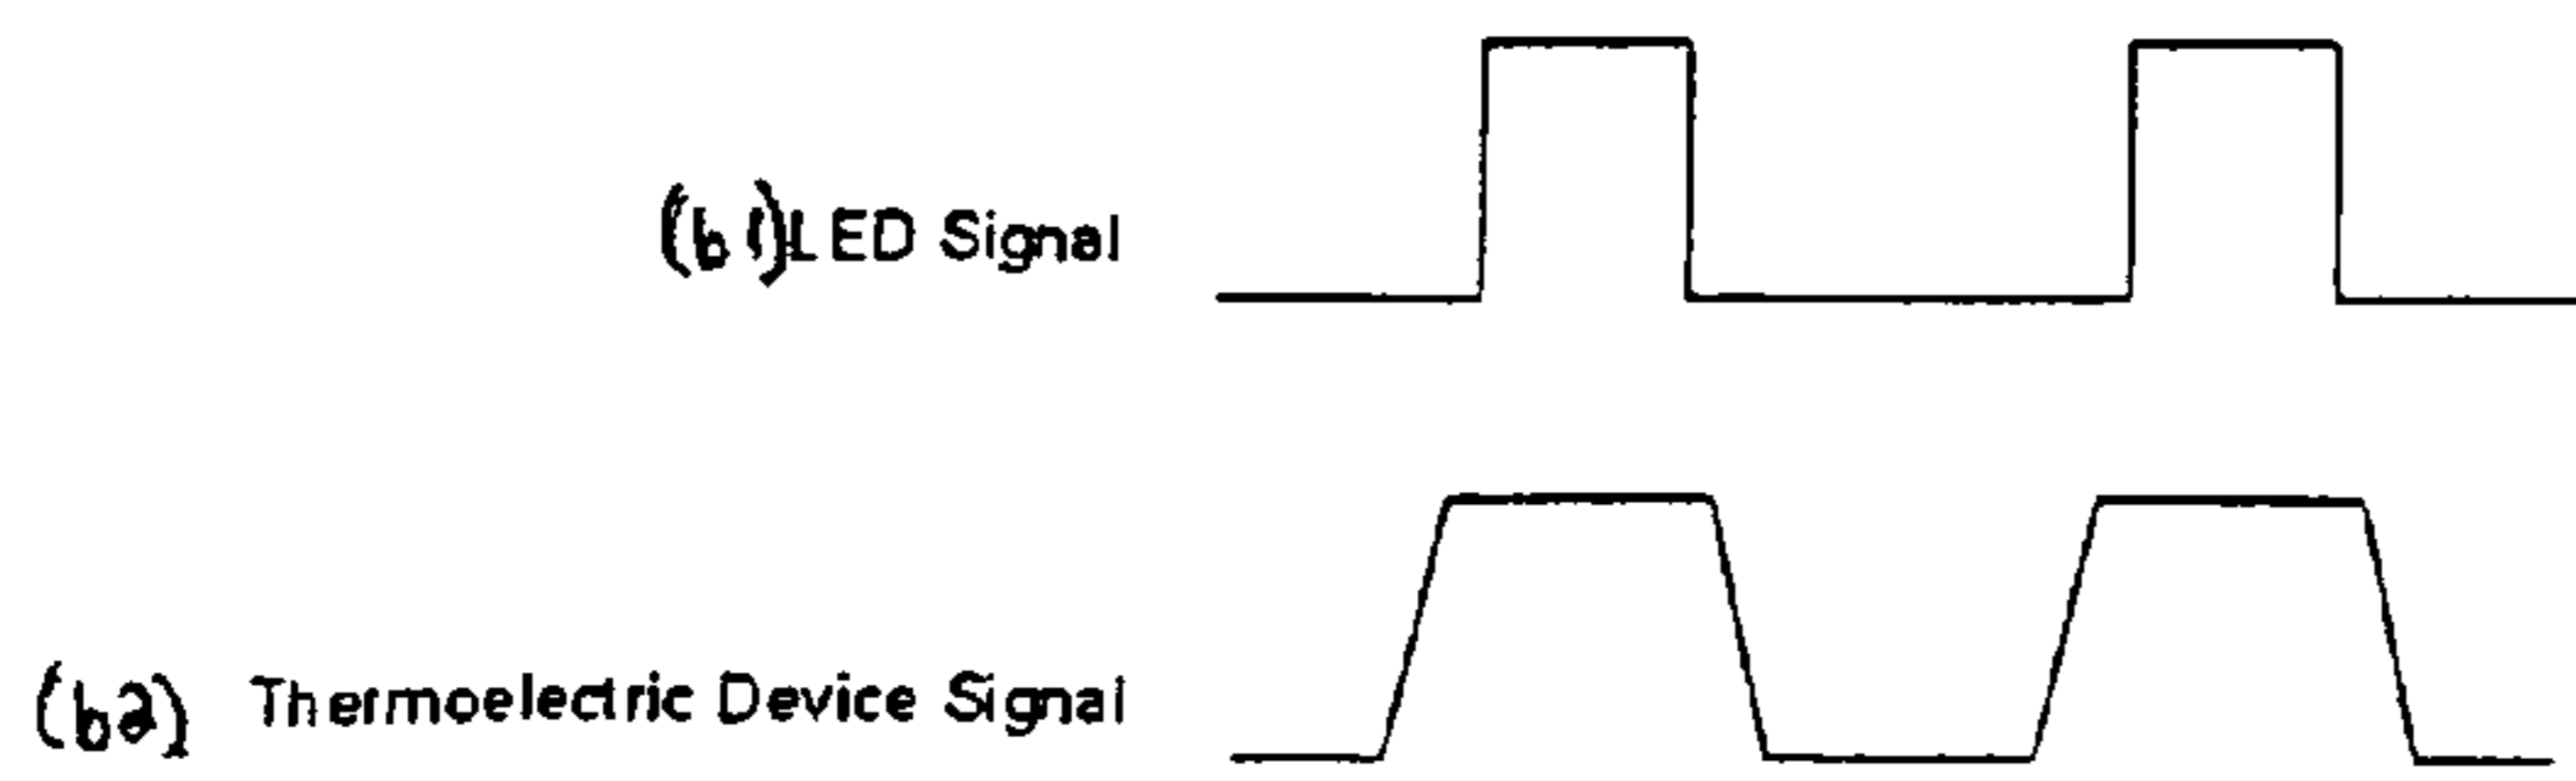 (b1) LED Signal
(b2) Thermoelectric Device Signal